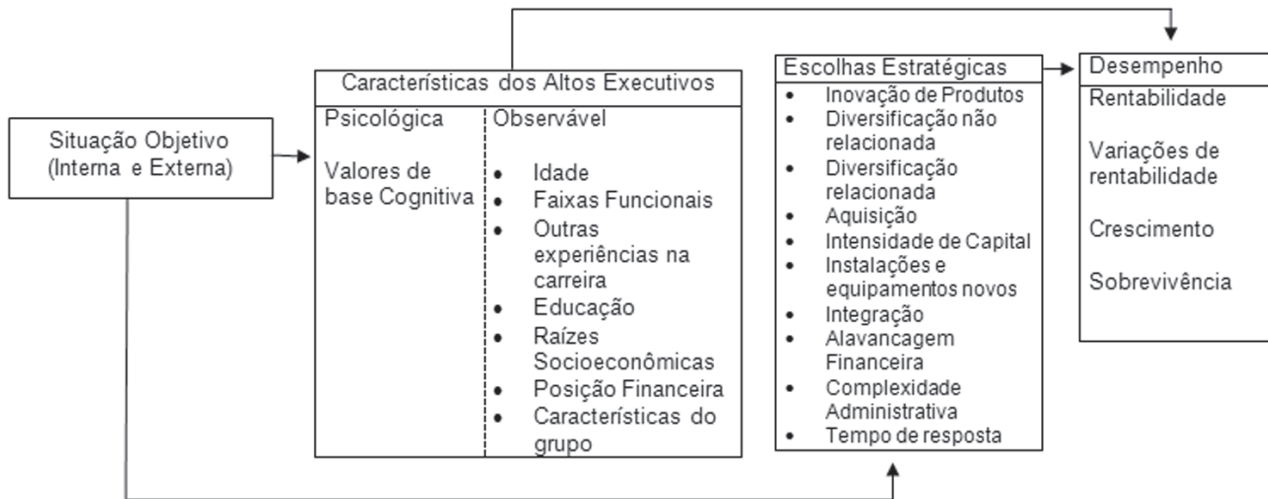 Situação Objetivo
(Interna e Externa)
Características dos Altos Executivos
Psicológica
Valores de
base Cognitiva
Observável
• Idade
• Faixas Funcionais
• Outras
experiências na
carreira
• Educação
• Raízes
Socioeconômicas
• Posição Financeira
• Características do
grupo
Escolhas Estratégicas
• Inovação de Produtos
• Diversificação não
relacionada
• Diversificação
relacionada
• Aquisição
• Intensidade de Capital
• Instalações e
equipamentos novos
• Integração
• Alavancagem
Financeira
• Complexidade
Administrativa
• Tempo de resposta
Desempenho
Rentabilidade
Variações de
rentabilidade
Crescimento
Sobrevivência